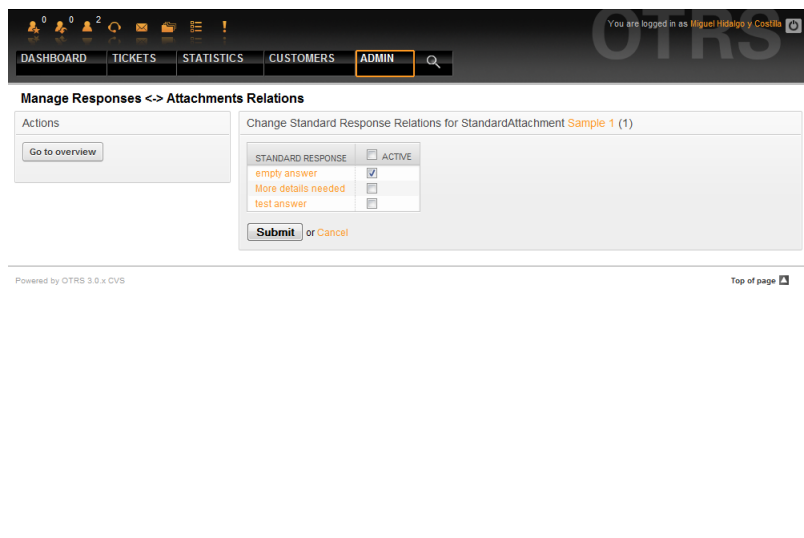 0 0 2
You are logged in as Miguel Hidalgo y Costilla
OTRS
DASHBOARD TICKETS STATISTICS CUSTOMERS ADMIN
Manage Responses <-> Attachments Relations
Actions
Go to overview
Change Standard Response Relations for StandardAttachment Sample 1 (1)
STANDARD RESPONSE ACTIVE
empty answer
More details needed
test answer
Submit or Cancel
Powered by OTRS 3.0.x CVS
Top of page